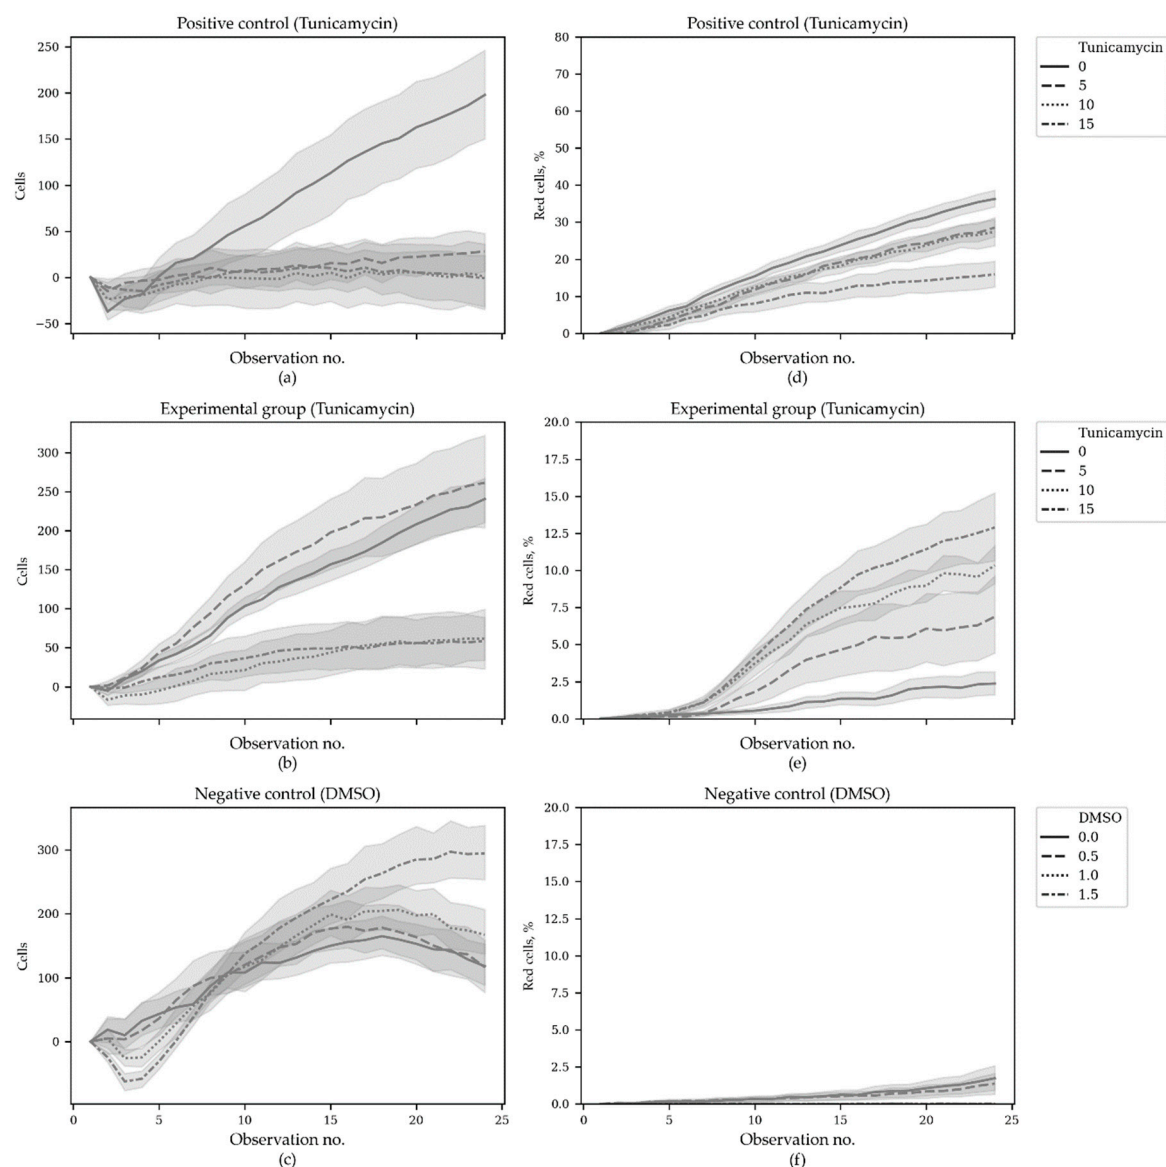 Positive control (Tunicamycin)
250
200
150
100
50
0
−50
Cells
Observation no.
(a)
Positive control (Tunicamycin)
80
70
60
50
40
30
20
10
0
Red cells, %
Observation no.
(d)
Tunicamycin
0
5
10
15
Experimental group (Tunicamycin)
300
250
200
150
100
50
0
Cells
Observation no.
(b)
Experimental group (Tunicamycin)
20.0
17.5
15.0
12.5
10.0
7.5
5.0
2.5
0.0
Red cells, %
Observation no.
(e)
Tunicamycin
0
5
10
15
Negative control (DMSO)
300
200
100
0
Cells
0 5 10 15 20 25
Observation no.
(c)
Negative control (DMSO)
20.0
17.5
15.0
12.5
10.0
7.5
5.0
2.5
0.0
Red cells, %
0 5 10 15 20 25
Observation no.
(f)
DMSO
0.0
0.5
1.0
1.5